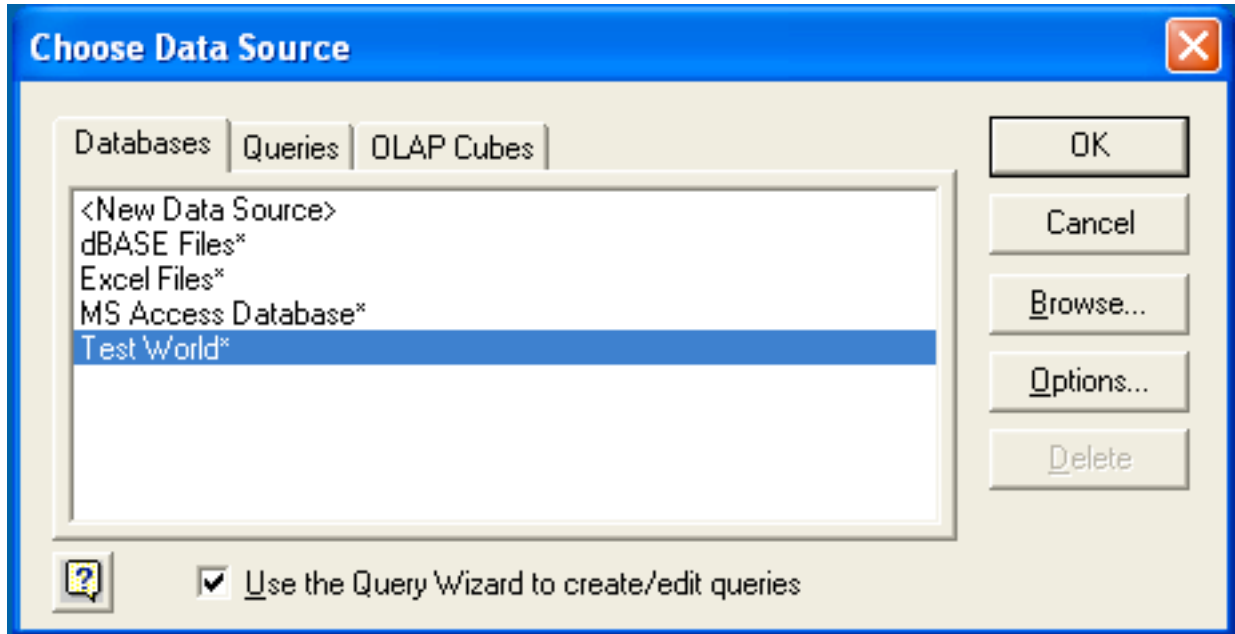 Choose Data Source
Databases Queries OLAP Cubes
<New Data Source>
dBASE Files*
Excel Files*
MS Access Database*
Test World*
OK
Cancel
Browse...
Options...
Delete
Use the Query Wizard to create/edit queries